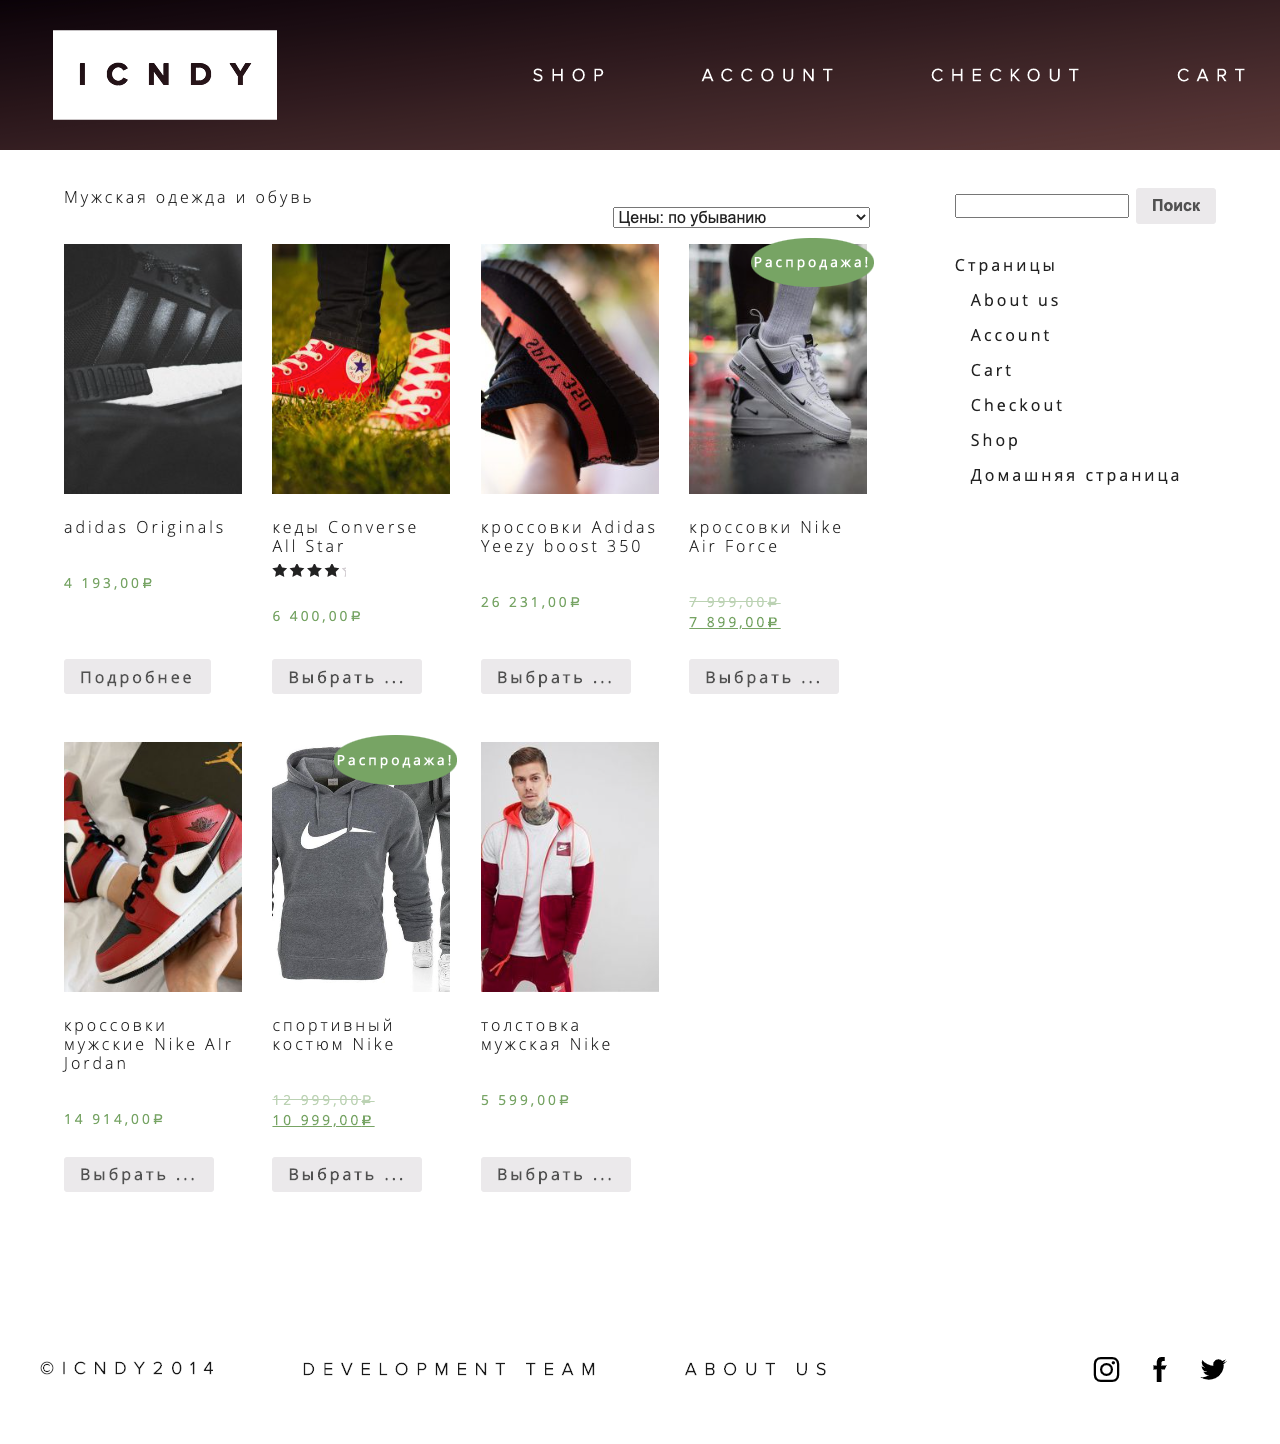 ICNDY
SHOP
ACCOUNT
CHECKOUT
CART
Мужская одежда и обувь
Цены: по убыванию
Поиск
Страницы
About us
Account
Cart
Checkout
Shop
Домашняя страница
Распродажа!
adidas Originals
4 193,00₽
Подробнее
кеды Converse
All Star
6 400,00₽
Выбрать ...
SPLY 350
кроссовки Adidas
Yeezy boost 350
26 231,00₽
Выбрать ...
кроссовки Nike
Air Force
7 999,00₽
7 899,00₽
Выбрать ...
кроссовки
мужские Nike AIr
Jordan
14 914,00₽
Выбрать ...
Распродажа!
спортивный
костюм Nike
12 999,00₽
10 999,00₽
Выбрать ...
толстовка
мужская Nike
5 599,00₽
Выбрать ...
©ICNDY2014
DEVELOPMENT TEAM
ABOUT US